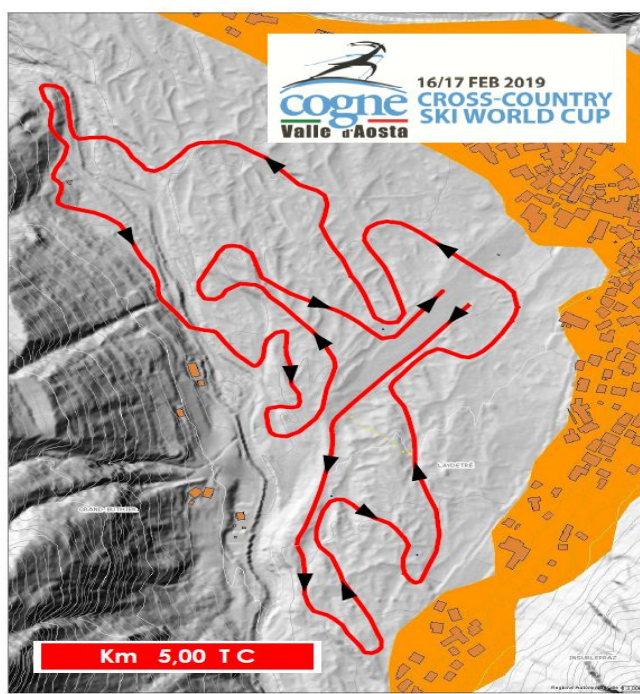 16/17 FEB 2019
cogne
CROSS-COUNTRY
SKI WORLD CUP
Valle d'Aosta
LAYDETRÉ
Km 5,00 T C